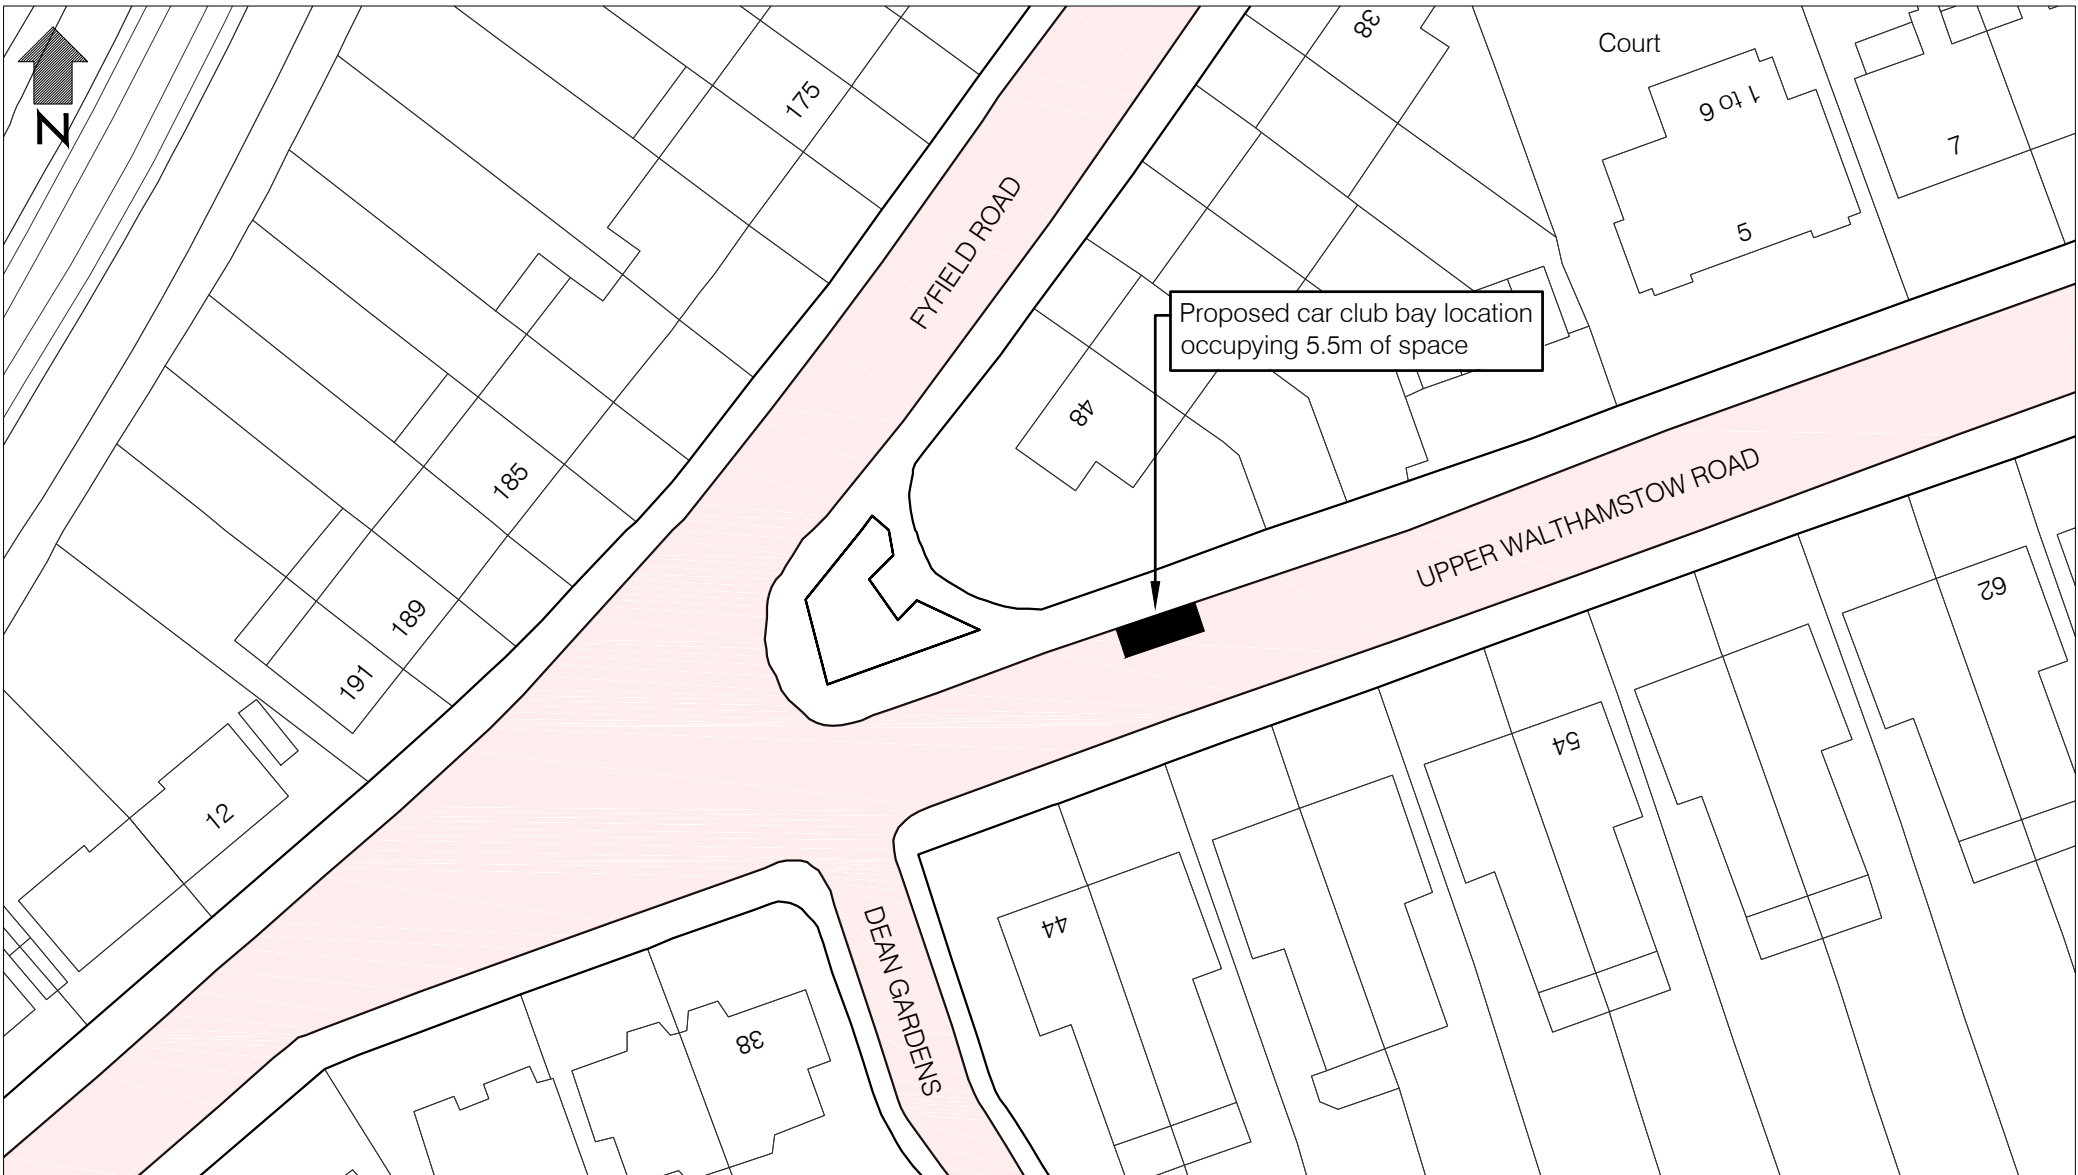 38
Court
N
175
1 to 6
7
FYFIELD ROAD
5
Proposed car club bay location
occupying 5.5m of space
48
185
UPPER WALTHAMSTOW ROAD
62
189
191
54
12
44
DEAN GARDENS
38